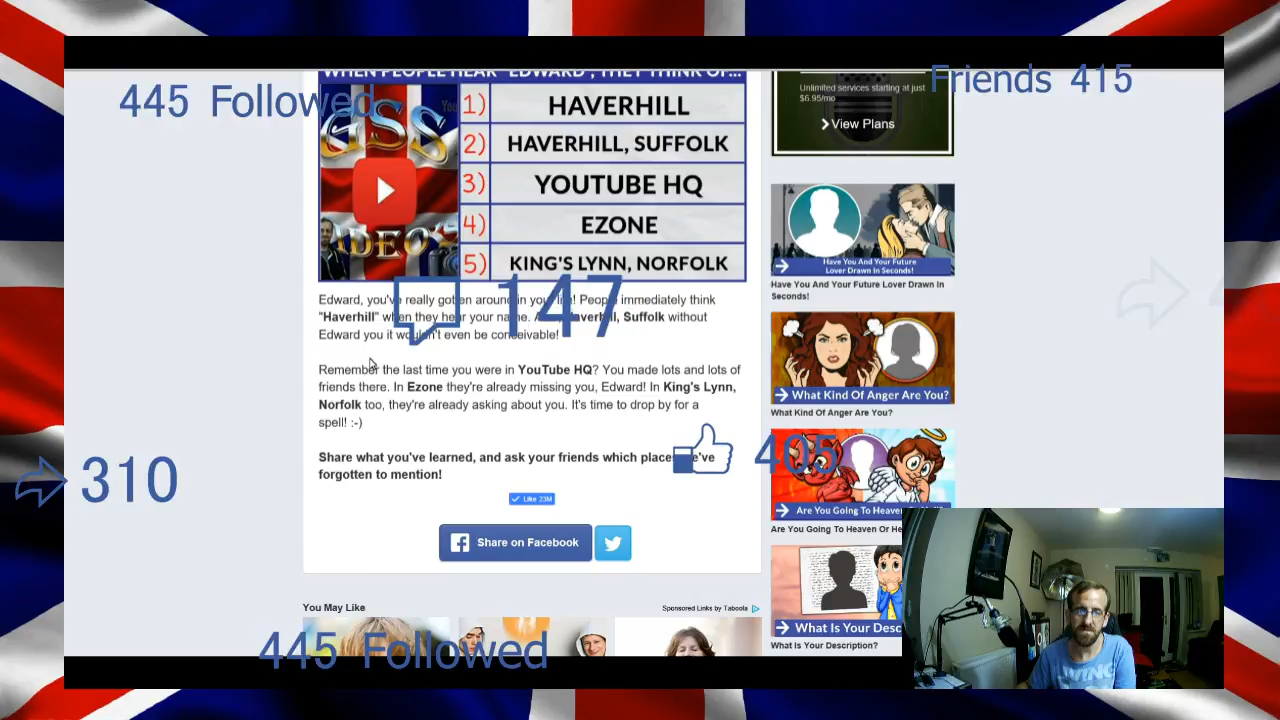 WHEN PEOPLE HEAR "EDWARD", THEY THINK OF...
445 Followed
Friends 415
Unlimited services starting at just
$6.95/mo
View Plans
1) HAVERHILL
2) HAVERHILL, SUFFOLK
3) YOUTUBE HQ
4) EZONE
5) KING'S LYNN, NORFOLK
GSS
VIDEO'S
Have You And Your Future
Lover Drawn In Seconds!
Have You And Your Future Lover Drawn In
Seconds!
147
Edward, you've really gotten around in your life! People immediately think
"Haverhill" when they hear your name. Haverhill, Suffolk without
Edward you it wouldn't even be conceivable!
Remember the last time you were in YouTube HQ? You made lots and lots of
friends there. In Ezone they're already missing you, Edward! In King's Lynn,
Norfolk too, they're already asking about you. It's time to drop by for a
spell! :-)
What Kind Of Anger Are You?
What Kind Of Anger Are You?
405
Share what you've learned, and ask your friends which places we've
forgotten to mention!
310
Like 23M
Share on Facebook
Are You Going To Heaven
Are You Going To Heaven Or He
What Is Your Desc
What Is Your Description?
You May Like
Sponsored Links by Taboola
445 Followed